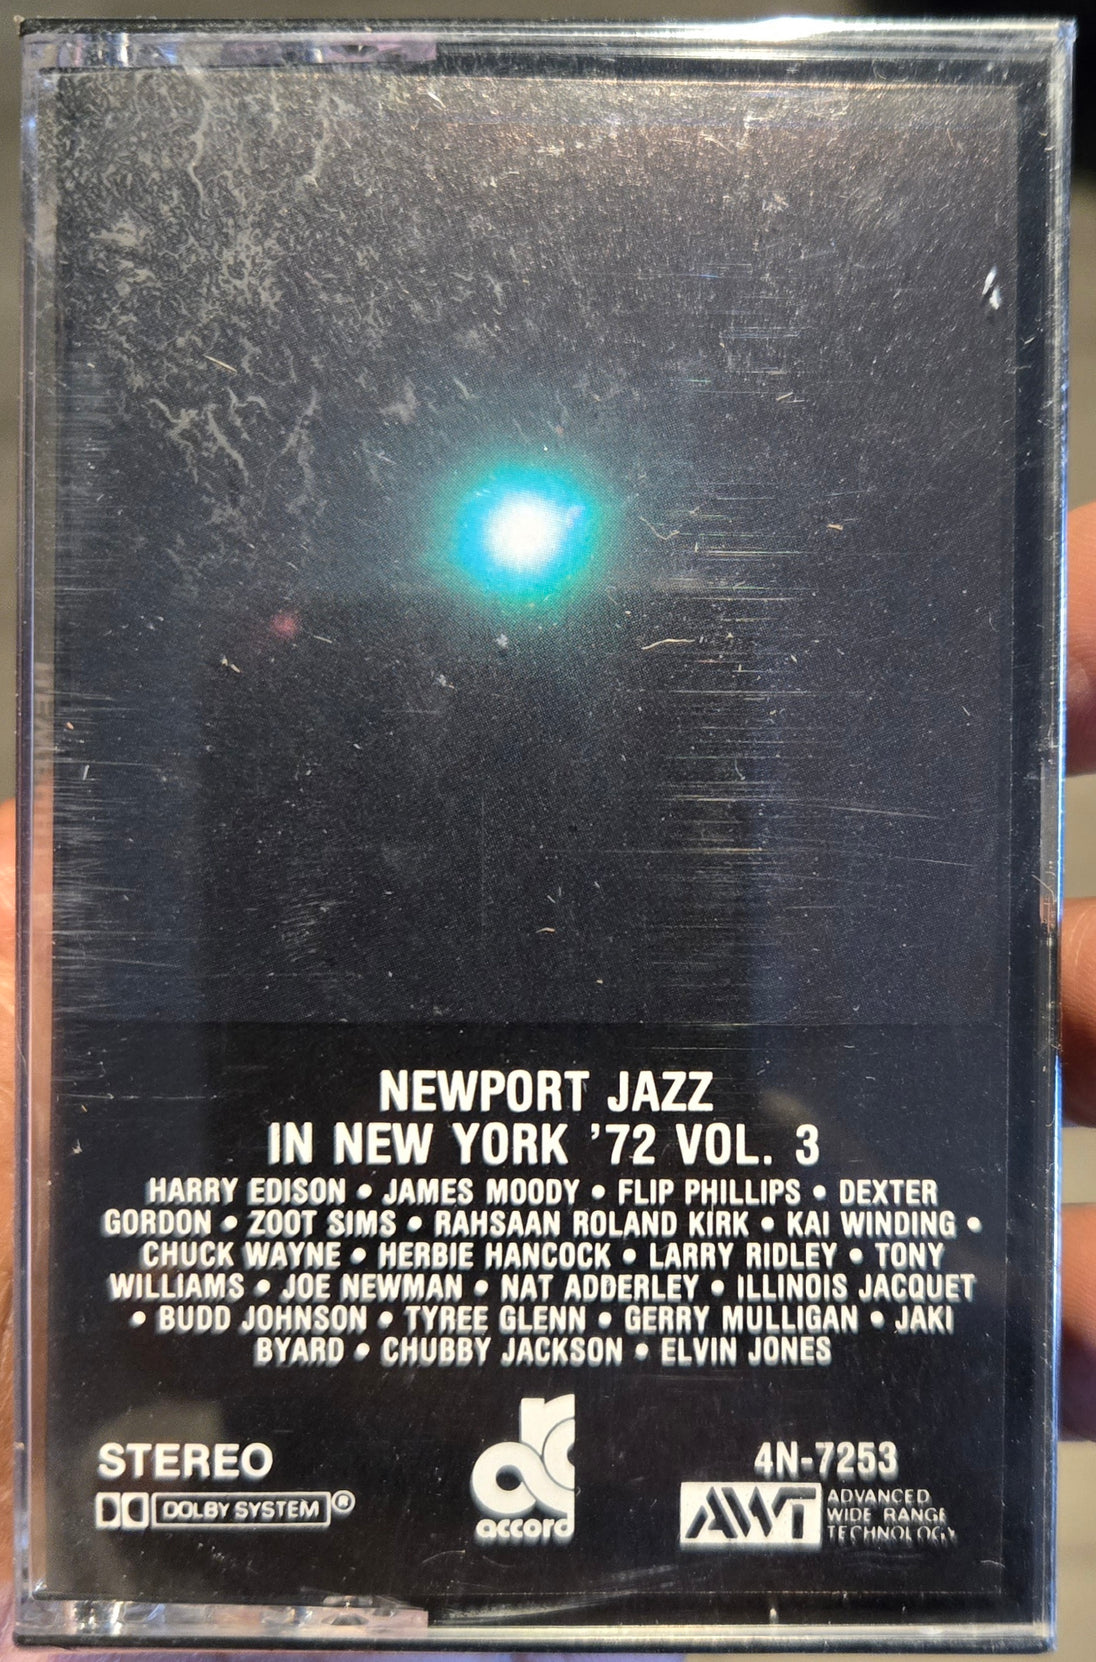 NEWPORT JAZZ
IN NEW YORK '72 VOL. 3
HARRY EDISON • JAMES MOODY • FLIP PHILLIPS • DEXTER
GORDON • ZOOT SIMS • RAHSAAN ROLAND KIRK • KAI WINDING •
CHUCK WAYNE • HERBIE HANCOCK • LARRY RIDLEY • TONY
WILLIAMS • JOE NEWMAN • NAT ADDERLEY • ILLINOIS JACQUET
• BUDD JOHNSON • TYREE GLENN • GERRY MULLIGAN • JAKI
BYARD • CHUBBY JACKSON • ELVIN JONES
STEREO
DOLBY SYSTEM ®
accord
4N-7253
AWT ADVANCED
WIDE RANGE
TECHNOLOGY